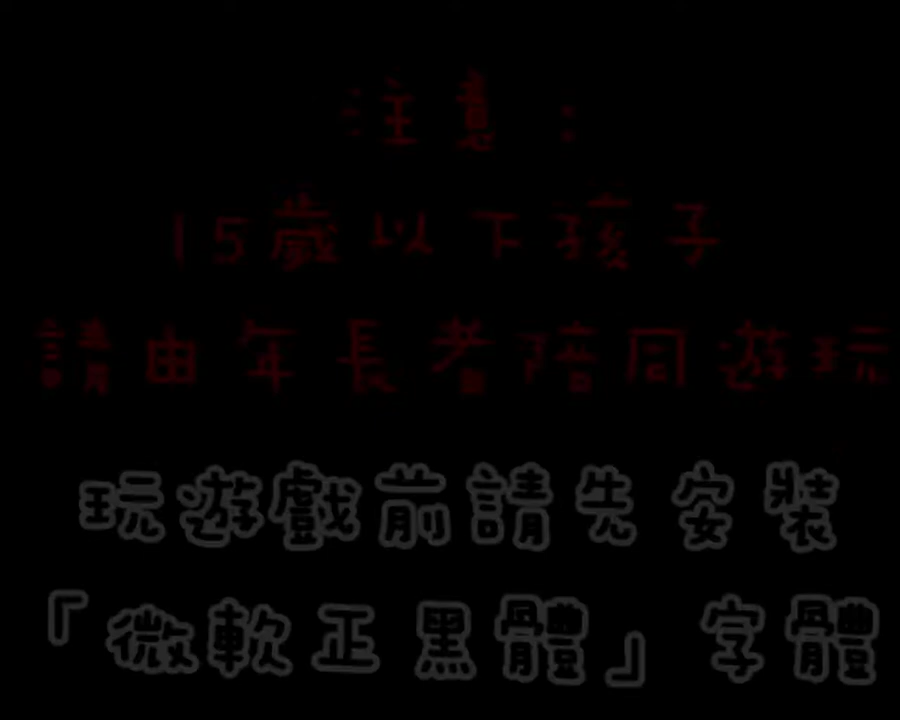 注意：
15歲以下孩子
請由年長者陪同遊玩
玩遊戲前請先安裝
「微軟正黑體」字體